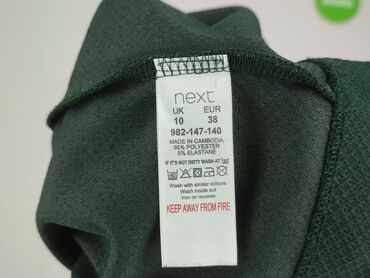 next
UK EUR
10 38
982-147-140
MADE IN CAMBODIA
95% POLYESTER
5% ELASTANE
IF IT'S NOT DIRTY WASH AT
Wash with similar colours
Wash inside out
Iron on reverse
KEEP AWAY FROM FIRE